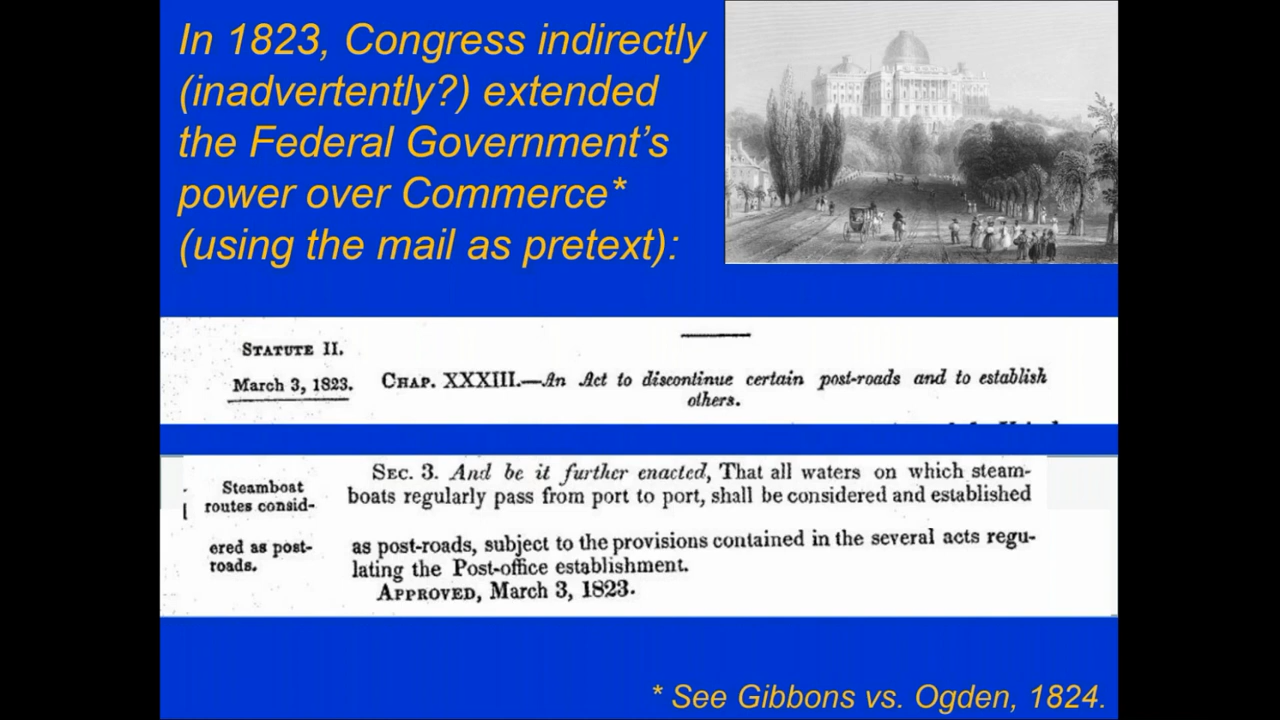 In 1823, Congress indirectly
(inadvertently?) extended
the Federal Government's
power over Commerce*
(using the mail as pretext):
STATUTE II.
March 3, 1823.
CHAP. XXXIII.—An Act to discontinue certain post-roads and to establish
others.
Steamboat
routes consid-
ered as post-
roads.
SEC. 3. And be it further enacted, That all waters on which steam-
boats regularly pass from port to port, shall be considered and established
as post-roads, subject to the provisions contained in the several acts regu-
lating the Post-office establishment.
APPROVED, March 3, 1823.
* See Gibbons vs. Ogden, 1824.